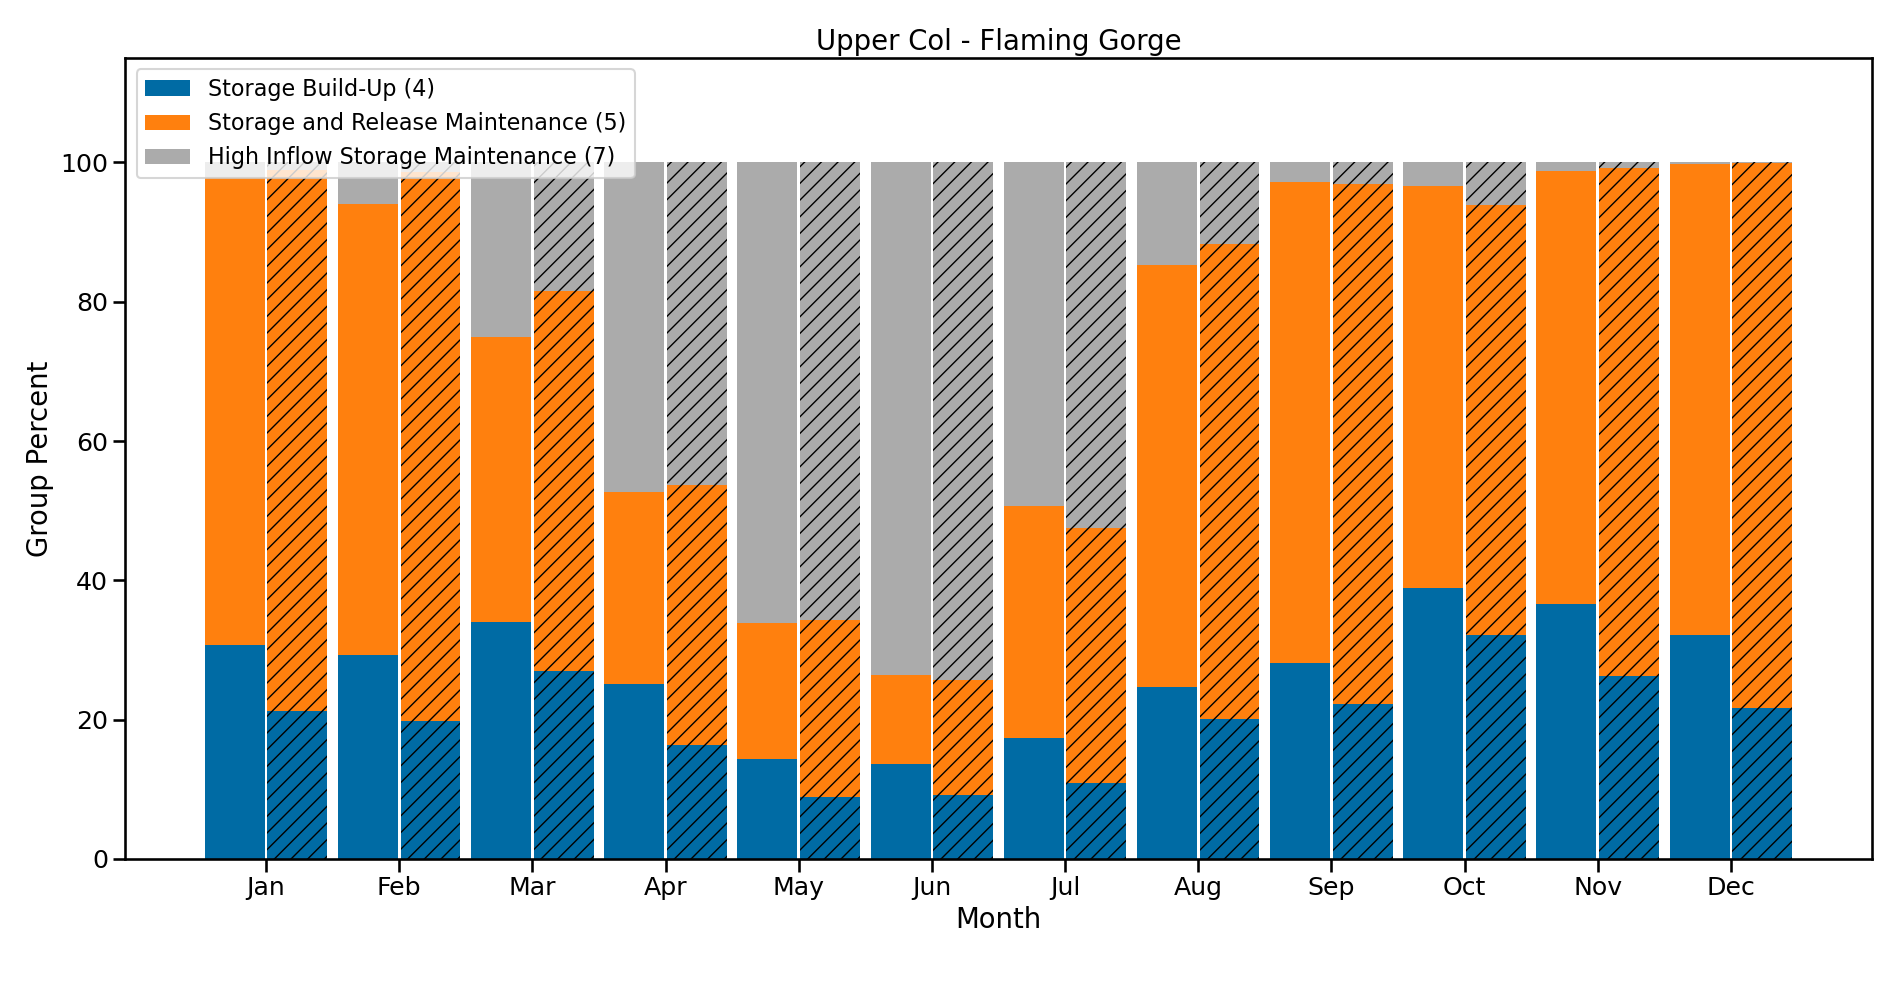 Upper Col - Flaming Gorge
Storage Build-Up (4)
Storage and Release Maintenance (5)
High Inflow Storage Maintenance (7)
100
80
60
40
20
0
Group Percent
Jan Feb Mar Apr May Jun Jul Aug Sep Oct Nov Dec
Month